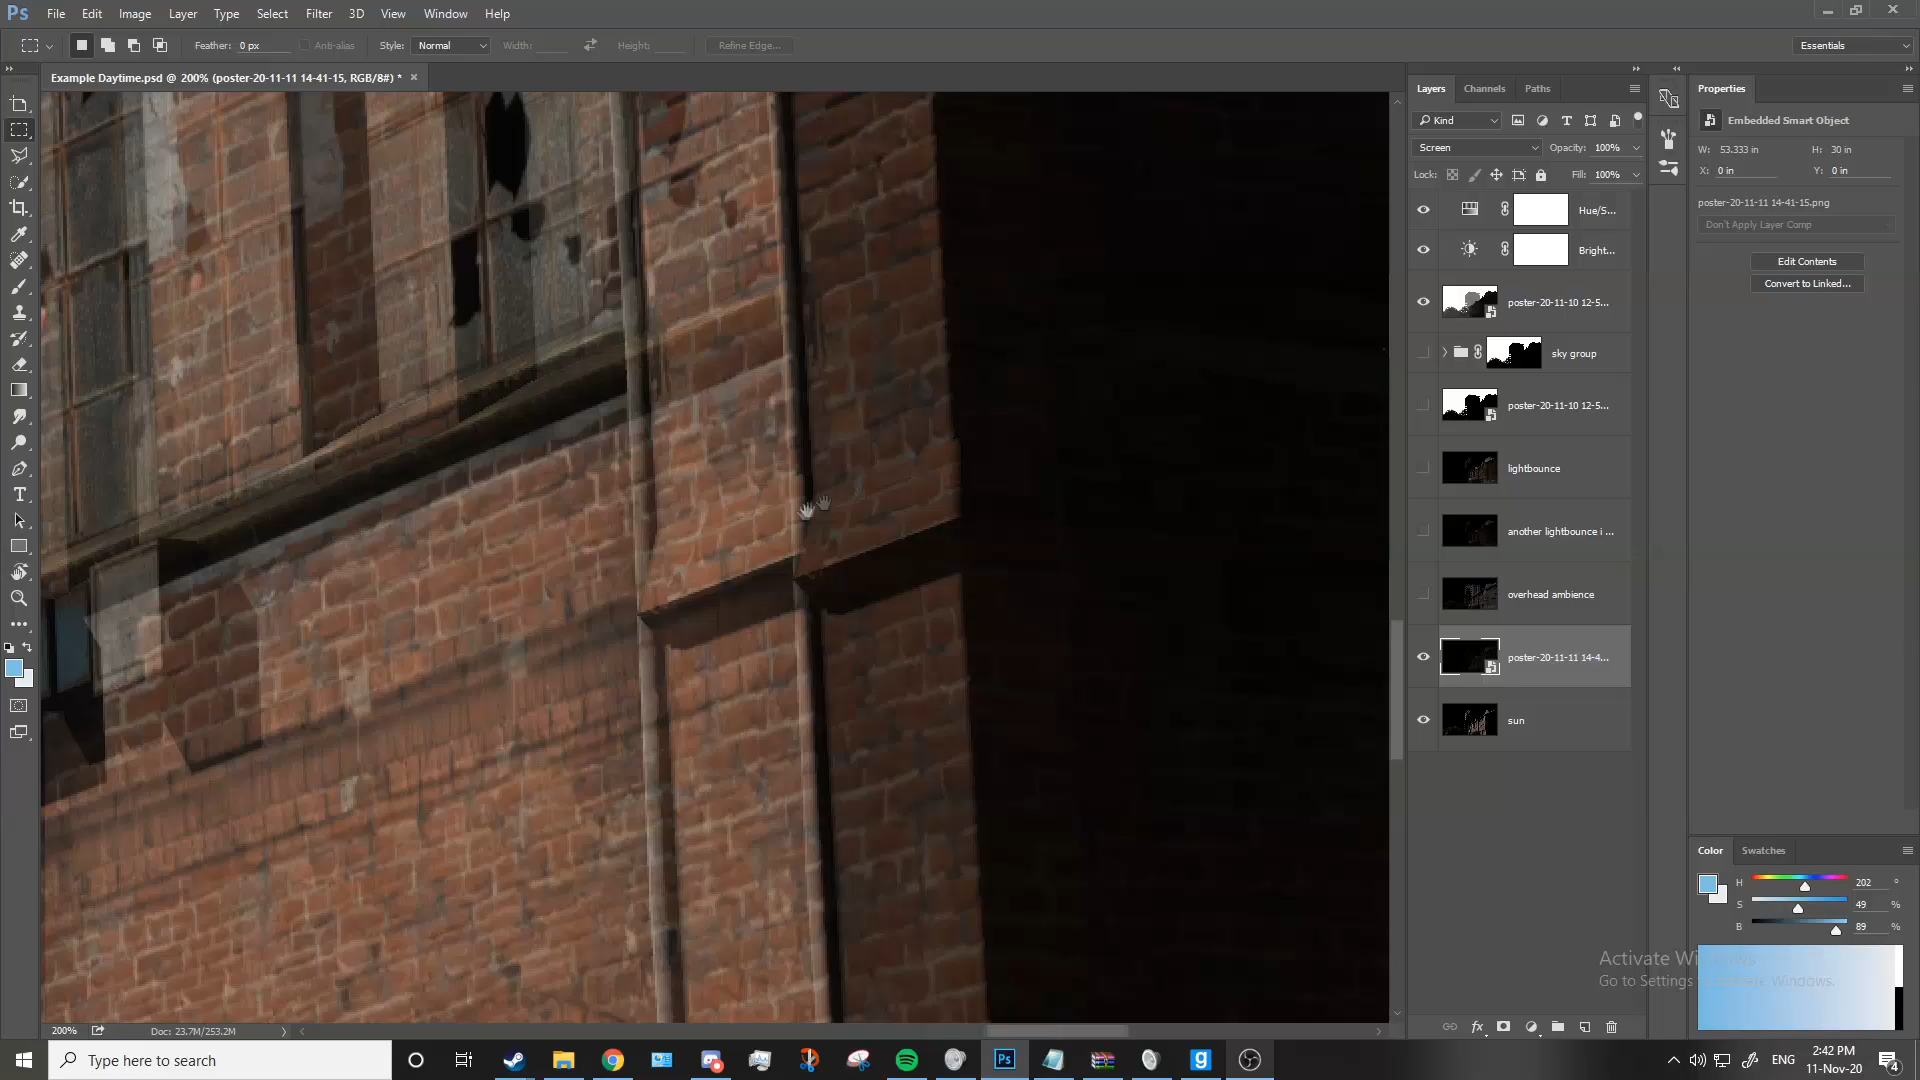 Ps File Edit Image Layer Type Select Filter 3D View Window Help
Feather: 0 px Anti-alias Style: Normal Width: Height: Refine Edge... Essentials
Example Daytime.psd @ 200% (poster-20-11-11 14-41-15, RGB/8#) * ×
Layers Channels Paths
Kind
Screen Opacity: 100%
Lock: Fill: 100%
Hue/S...
Bright...
poster-20-11-10 12-5...
sky group
poster-20-11-10 12-5...
lightbounce
another lightbounce i ...
overhead ambience
poster-20-11-11 14-4...
sun
Properties
Embedded Smart Object
W: 53.333 in H: 30 in
X: 0 in Y: 0 in
poster-20-11-11 14-41-15.png
Don't Apply Layer Comp
Edit Contents
Convert to Linked...
Color Swatches
H 202 °
S 49 %
B 89 %
Activate Windows
Go to Settings to activate Windows.
200% Doc: 23.7M/253.2M
Type here to search
Ps
ENG
2:42 PM
11-Nov-20
4